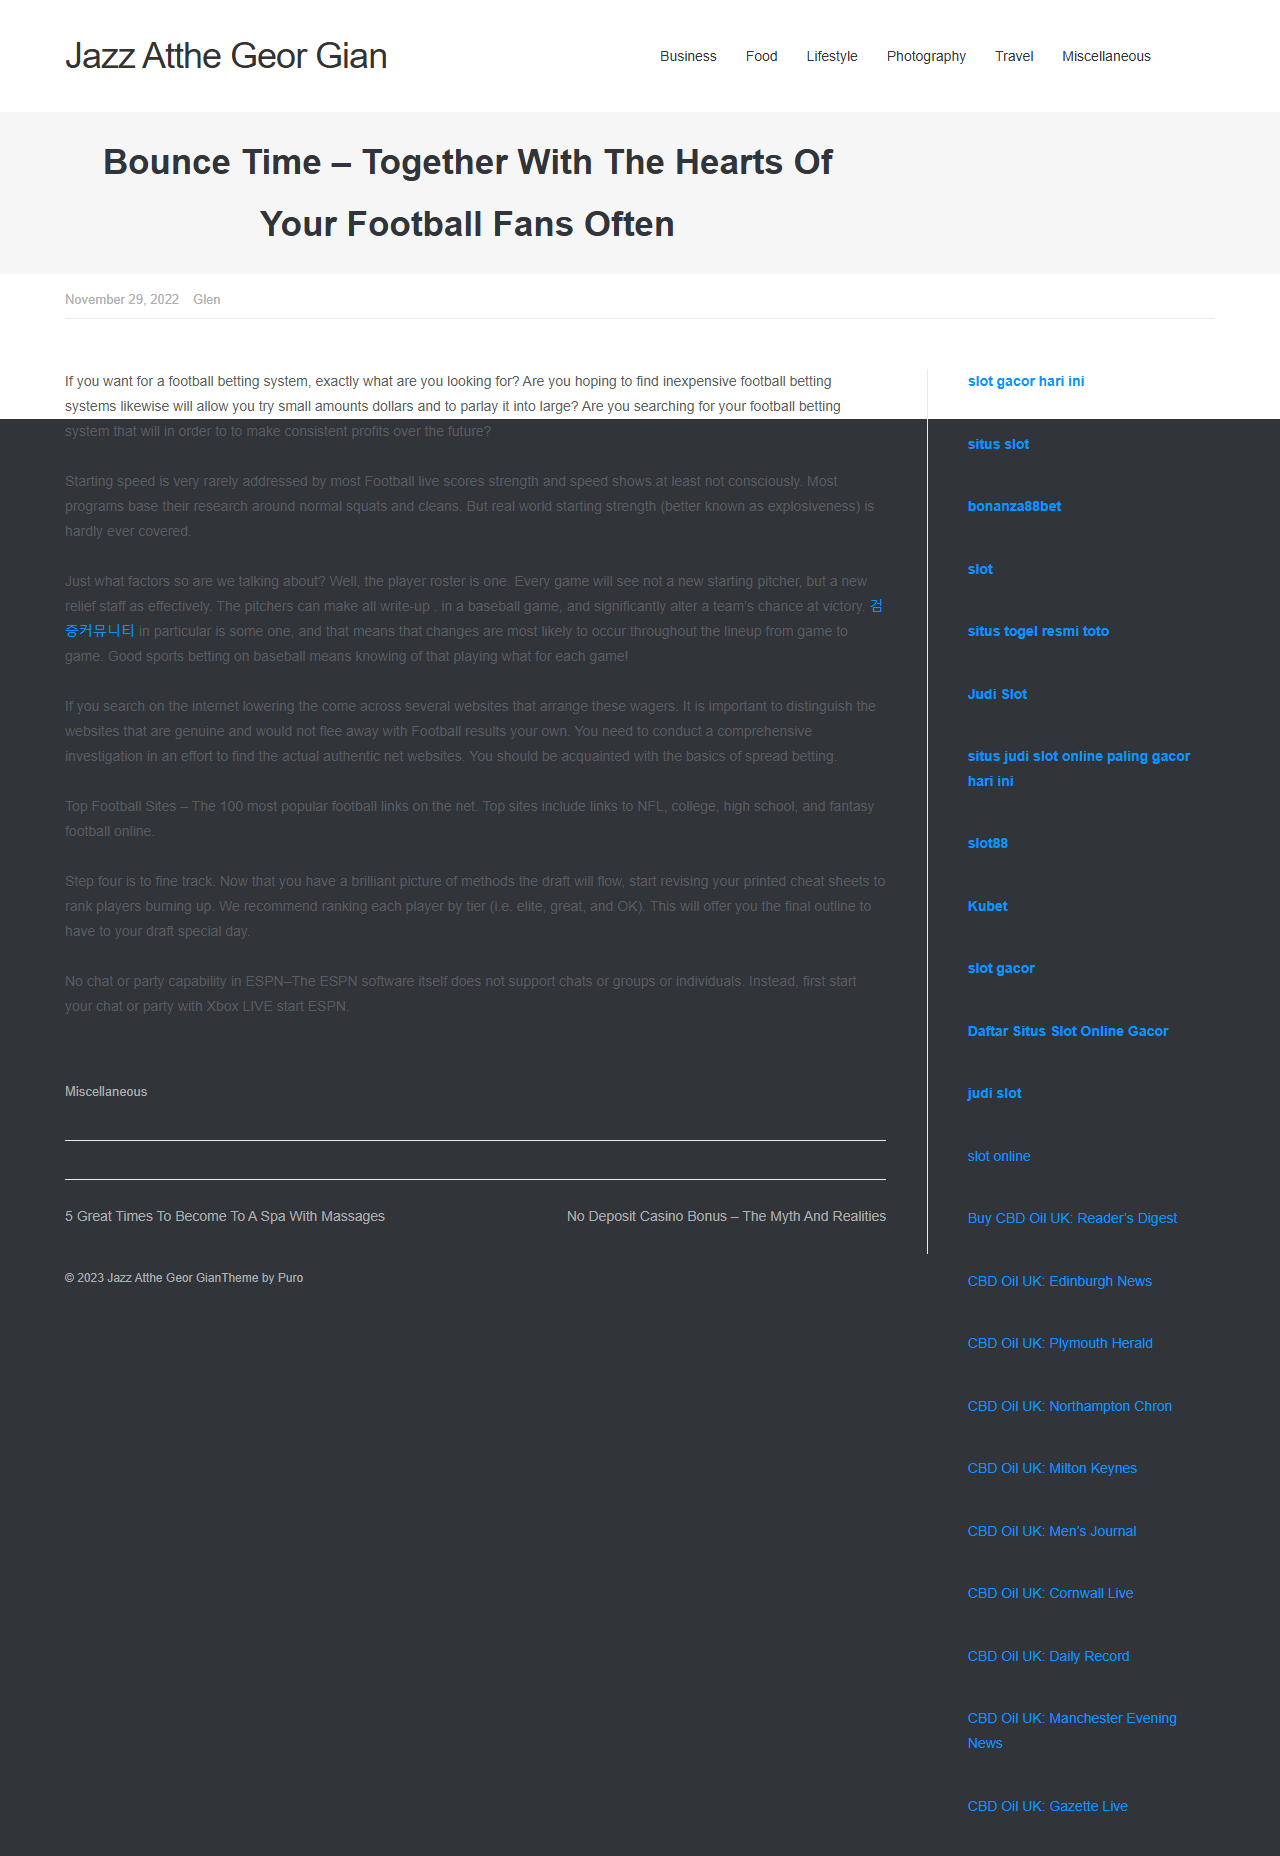 Jazz Atthe Geor Gian
Business Food Lifestyle Photography Travel Miscellaneous
Bounce Time – Together With The Hearts Of
Your Football Fans Often
November 29, 2022 Glen
If you want for a football betting system, exactly what are you looking for? Are you hoping to find inexpensive football betting
systems likewise will allow you try small amounts dollars and to parlay it into large? Are you searching for your football betting
system that will in order to to make consistent profits over the future?
Starting speed is very rarely addressed by most Football live scores strength and speed shows.at least not consciously. Most
programs base their research around normal squats and cleans. But real world starting strength (better known as explosiveness) is
hardly ever covered.
Just what factors so are we talking about? Well, the player roster is one. Every game will see not a new starting pitcher, but a new
relief staff as effectively. The pitchers can make all write-up . in a baseball game, and significantly alter a team's chance at victory. 검
증커뮤니티 in particular is some one, and that means that changes are most likely to occur throughout the lineup from game to
game. Good sports betting on baseball means knowing of that playing what for each game!
If you search on the internet lowering the come across several websites that arrange these wagers. It is important to distinguish the
websites that are genuine and would not flee away with Football results your own. You need to conduct a comprehensive
investigation in an effort to find the actual authentic net websites. You should be acquainted with the basics of spread betting.
Top Football Sites – The 100 most popular football links on the net. Top sites include links to NFL, college, high school, and fantasy
football online.
Step four is to fine track. Now that you have a brilliant picture of methods the draft will flow, start revising your printed cheat sheets to
rank players burning up. We recommend ranking each player by tier (i.e. elite, great, and OK). This will offer you the final outline to
have to your draft special day.
No chat or party capability in ESPN–The ESPN software itself does not support chats or groups or individuals. Instead, first start
your chat or party with Xbox LIVE start ESPN.
Miscellaneous
5 Great Times To Become To A Spa With Massages
No Deposit Casino Bonus – The Myth And Realities
© 2023 Jazz Atthe Geor GianTheme by Puro
slot gacor hari ini
situs slot
bonanza88bet
slot
situs togel resmi toto
Judi Slot
situs judi slot online paling gacor
hari ini
slot88
Kubet
slot gacor
Daftar Situs Slot Online Gacor
judi slot
slot online
Buy CBD Oil UK: Reader's Digest
CBD Oil UK: Edinburgh News
CBD Oil UK: Plymouth Herald
CBD Oil UK: Northampton Chron
CBD Oil UK: Milton Keynes
CBD Oil UK: Men's Journal
CBD Oil UK: Cornwall Live
CBD Oil UK: Daily Record
CBD Oil UK: Manchester Evening
News
CBD Oil UK: Gazette Live